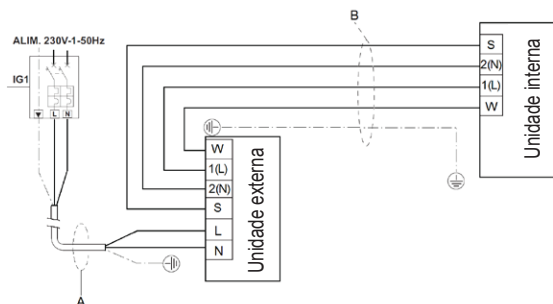 B
ALIM. 230V-1-50Hz
IG1
L N
S
2(N)
1(L)
W
Unidade interna
W
1(L)
2(N)
S
L
N
Unidade externa
A